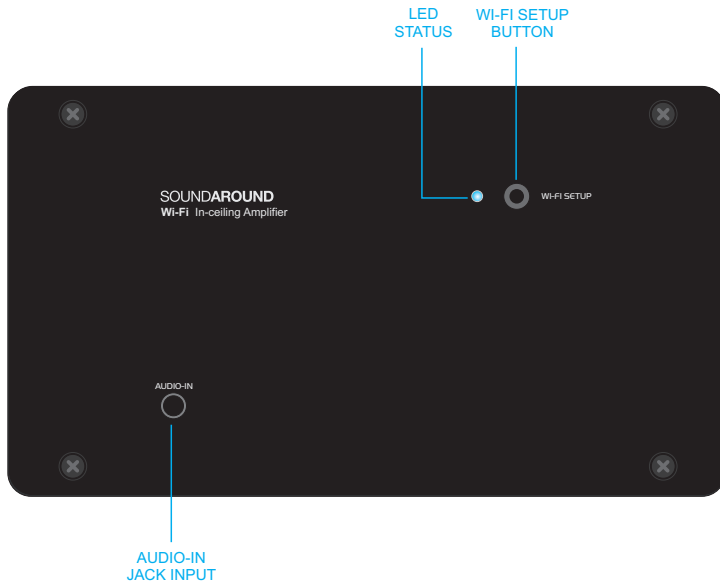 LED
STATUS
WI-FI SETUP
BUTTON
SOUNDAROUND
Wi-Fi In-ceiling Amplifier
WI-FI SETUP
AUDIO-IN
AUDIO-IN
JACK INPUT